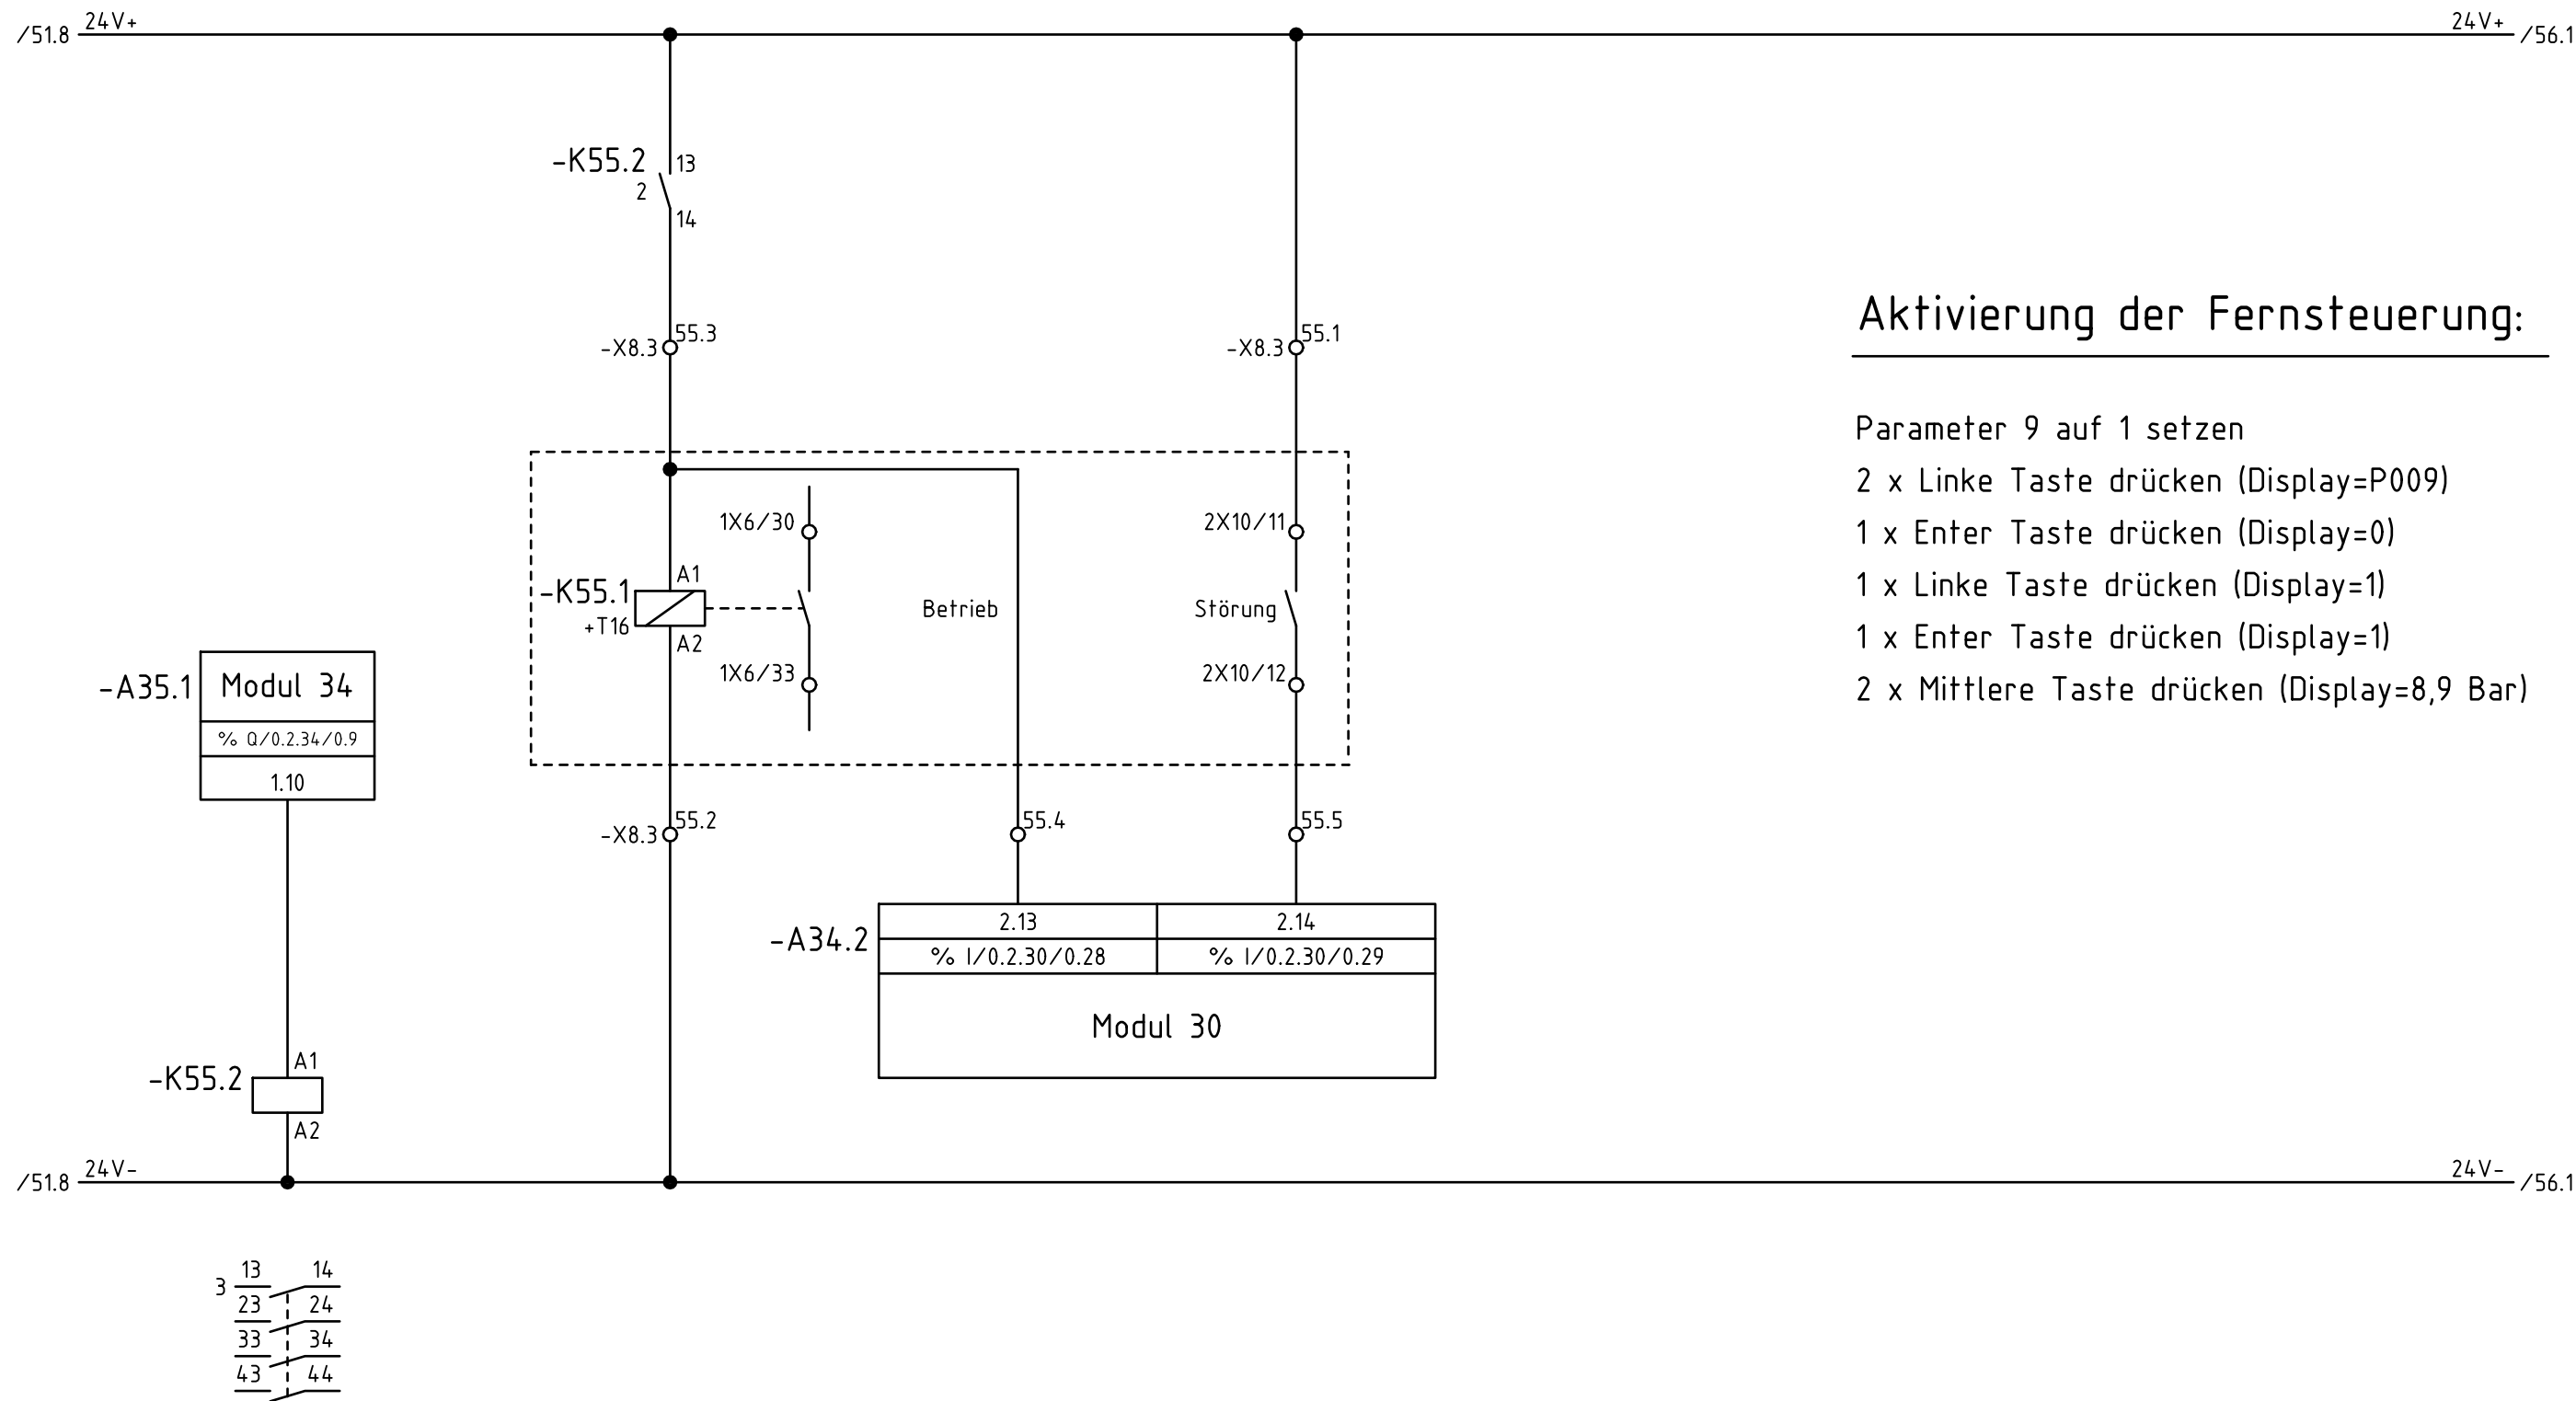 /51.8 24V+ 24V+ /56.1
-K55.2 13
2
14
-X8.3 55.3
-X8.3 55.1
Aktivierung der Fernsteuerung:
Parameter 9 auf 1 setzen
2 x Linke Taste drücken (Display=P009)
1 x Enter Taste drücken (Display=0)
1 x Linke Taste drücken (Display=1)
1 x Enter Taste drücken (Display=1)
2 x Mittlere Taste drücken (Display=8,9 Bar)
1X6/30
2X10/11
A1
-K55.1
+T16
A2
Betrieb
Störung
1X6/33
2X10/12
-A35.1 Modul 34
% Q/0.2.34/0.9
1.10
-X8.3 55.2
55.4
55.5
-A34.2
2.13 2.14
% I/0.2.30/0.28 % I/0.2.30/0.29
Modul 30
A1
-K55.2
A2
/51.8 24V- 24V- /56.1
3 13 14
23 24
33 34
43 44